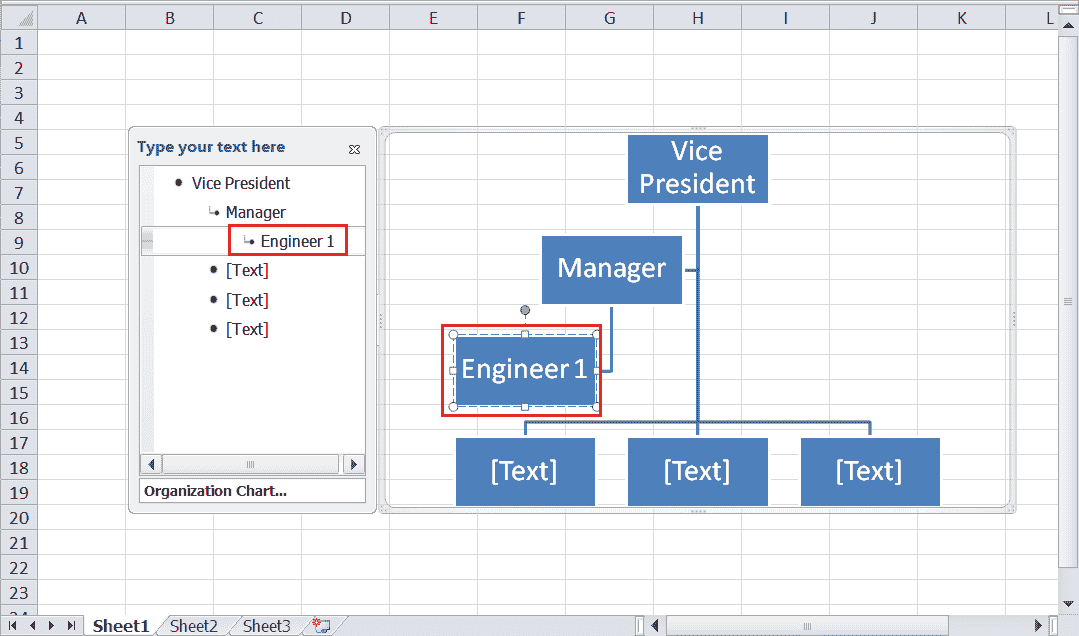 A B C D E F G H I J K L
1
2
3
4
5
6
7
8
9
10
11
12
13
14
15
16
17
18
19
20
21
22
23
24
Type your text here
Vice President
Manager
Engineer 1
[Text]
[Text]
[Text]
Organization Chart...
Vice
President
Manager
Engineer 1
[Text] [Text] [Text]
Sheet1 Sheet2 Sheet3